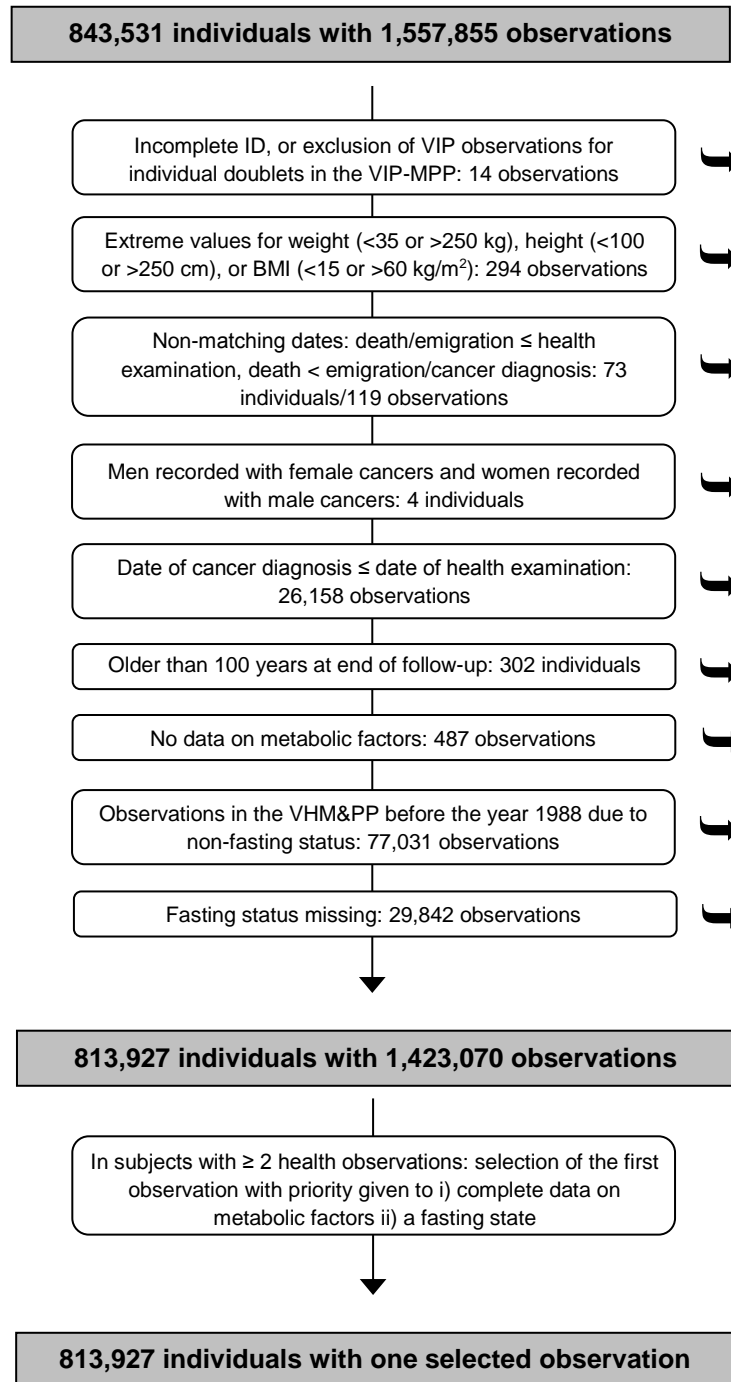 843,531 individuals with 1,557,855 observations
Incomplete ID, or exclusion of VIP observations for
individual doublets in the VIP-MPP: 14 observations
Extreme values for weight (<35 or >250 kg), height (<100
or >250 cm), or BMI (<15 or >60 kg/m²): 294 observations
Non-matching dates: death/emigration ≤ health
examination, death < emigration/cancer diagnosis: 73
individuals/119 observations
Men recorded with female cancers and women recorded
with male cancers: 4 individuals
Date of cancer diagnosis ≤ date of health examination:
26,158 observations
Older than 100 years at end of follow-up: 302 individuals
No data on metabolic factors: 487 observations
Observations in the VHM&PP before the year 1988 due to
non-fasting status: 77,031 observations
Fasting status missing: 29,842 observations
813,927 individuals with 1,423,070 observations
In subjects with ≥ 2 health observations: selection of the first
observation with priority given to i) complete data on
metabolic factors ii) a fasting state
813,927 individuals with one selected observation